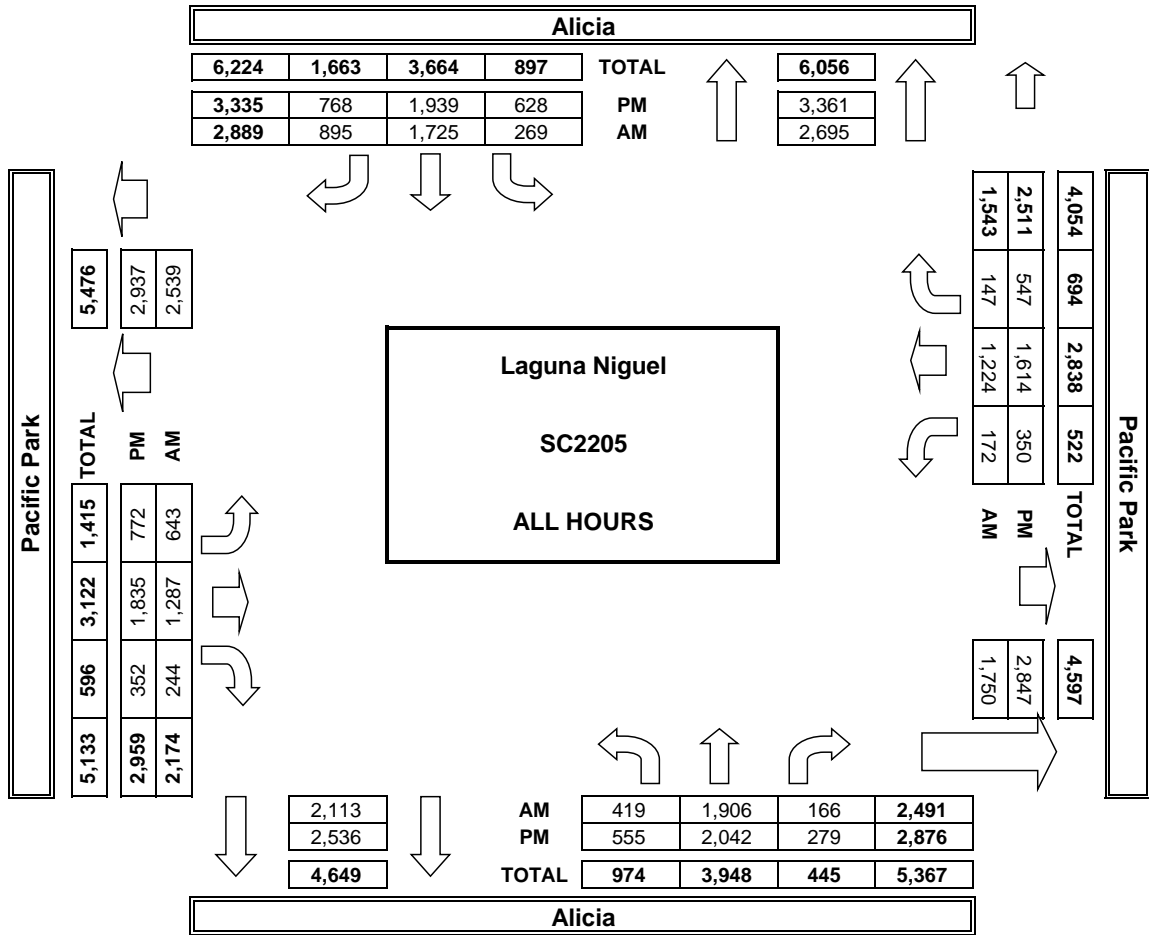 Alicia
6,224 1,663 3,664 897 TOTAL 6,056
3,335 768 1,939 628 PM 3,361
2,889 895 1,725 269 AM 2,695
Pacific Park
5,476
2,937
2,539
TOTAL 1,415 3,122 596 5,133
PM 772 1,835 352 2,959
AM 643 1,287 244 2,174
Laguna Niguel
SC2205
ALL HOURS
4,054 694 2,838 522 TOTAL
2,511 547 1,614 350 PM
1,543 147 1,224 172 AM
4,597
2,847
1,750
Pacific Park
2,113 AM 419 1,906 166 2,491
2,536 PM 555 2,042 279 2,876
4,649 TOTAL 974 3,948 445 5,367
Alicia